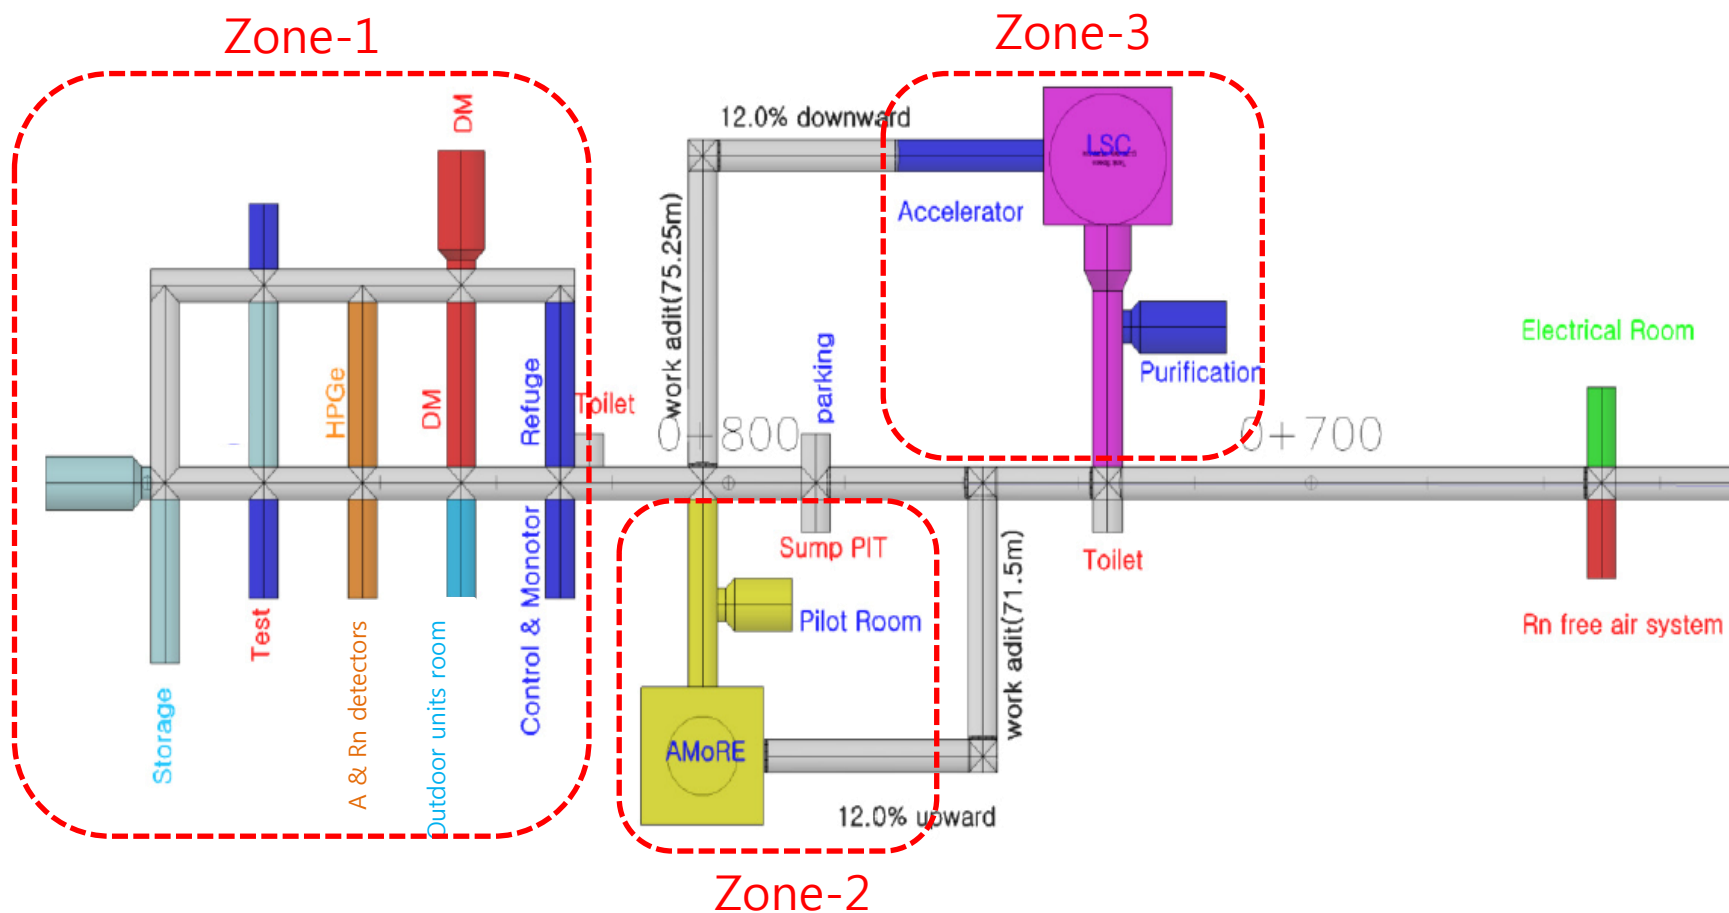 Zone-1
Zone-3
DM
12.0% downward
LSC
Accelerator
work adit(75.25m)
Electrical Room
parking
Purification
HPGe
DM
Refuge
Toilet
0+800
0+700
Sump PIT
Toilet
Test
A & Rn detectors
Outdoor units room
Control & Monotor
Pilot Room
work adit(71.5m)
Rn free air system
Storage
AMoRE
12.0% upward
Zone-2